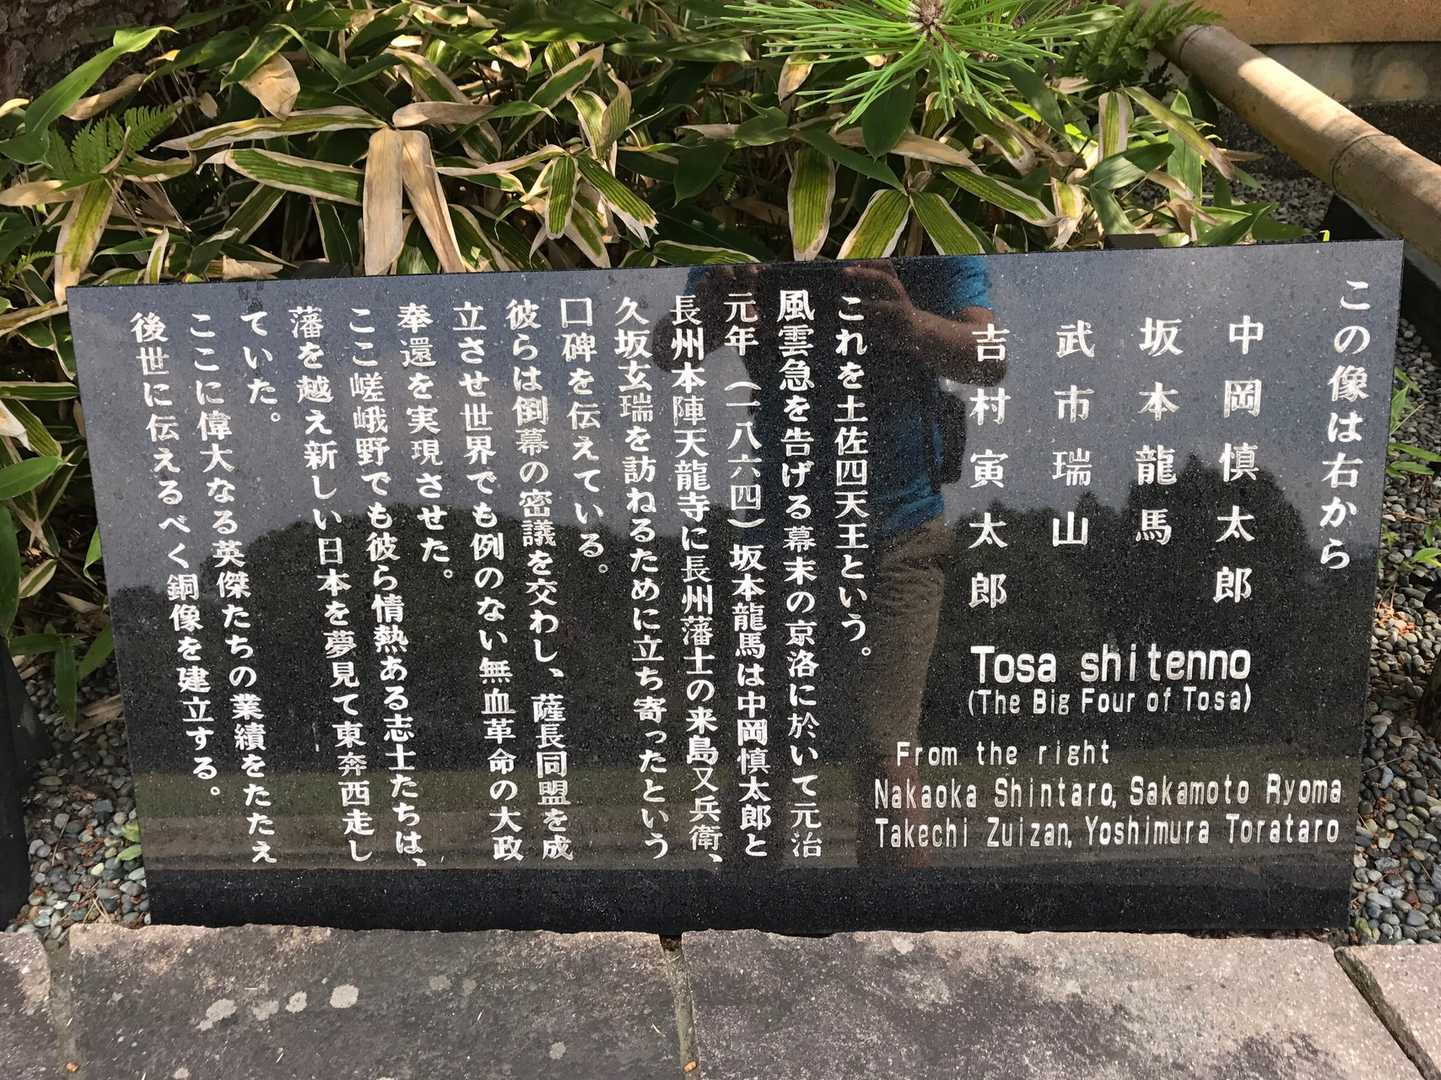 この像は右から
中岡慎太郎
坂本龍馬
武市瑞山
吉村寅太郎
Tosa shitenno
(The Big Four of Tosa)
From the right
Nakaoka Shintaro, Sakamoto Ryoma
Takechi Zuizan, Yoshimura Torataro
これを土佐四天王という。
風雲急を告げる幕末の京洛に於いて元治
元年（一八六四）坂本龍馬は中岡慎太郎と
長州本陣天龍寺に長州藩士の来島又兵衛、
久坂玄瑞を訪ねるために立ち寄ったという
口碑を伝えている。
彼らは倒幕の密議を交わし、薩長同盟を成
立させ世界でも例のない無血革命の大政
奉還を実現させた。
ここ嵯峨野でも彼ら情熱ある志士たちは、
藩を越え新しい日本を夢見て東奔西走し
ていた。
ここに偉大なる英傑たちの業績をたたえ
後世に伝えるべく銅像を建立する。